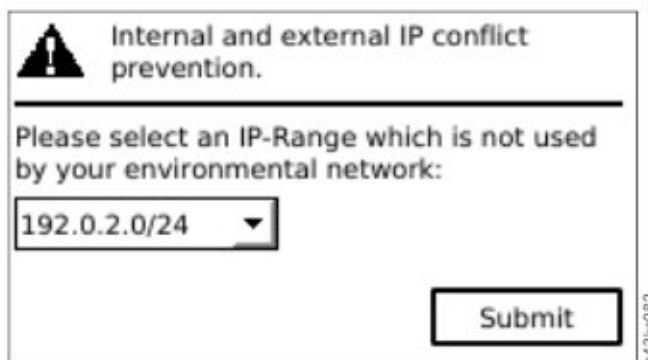 Internal and external IP conflict
prevention.
Please select an IP-Range which is not used
by your environmental network:
192.0.2.0/24
Submit